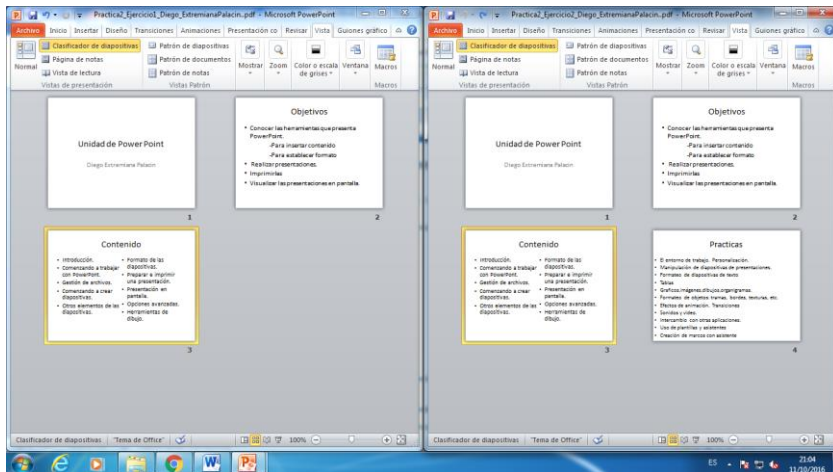 Practica2_Ejercicio1_Diego_ExtremianaPalacin_.pdf - Microsoft PowerPoint
Archivo Inicio Insertar Diseño Transiciones Animaciones Presentación co Revisar Vista Guiones gráfico
Normal
Clasificador de diapositivas
Página de notas
Vista de lectura
Vistas de presentación
Patrón de diapositivas
Patrón de documentos
Patrón de notas
Vistas Patrón
Mostrar
Zoom
Color o escala
de grises
Ventana
Macros
Macros
Unidad de Power Point
Diego Extremiana Palacin
1
Objetivos
• Conocer las herramientas que presenta
PowerPoint.
-Para insertar contenido
-Para establecer formato
• Realizar presentaciones.
• Imprimirlas
• Visualizar las presentaciones en pantalla.
2
Contenido
• Introducción.
• Comenzando a trabajar
con PowerPoint.
• Gestión de archivos.
• Comenzando a crear
diapositivas.
• Otros elementos de las
diapositivas.
• Formato de las
diapositivas.
• Preparar e imprimir
una presentación.
• Presentación en
pantalla.
• Opciones avanzadas.
• Herramientas de
dibujo.
3
Clasificador de diapositivas "Tema de Office" 100%
Practica2_Ejercicio2_Diego_ExtremianaPalacin_.pdf - Microsoft PowerPoint
Archivo Inicio Insertar Diseño Transiciones Animaciones Presentación co Revisar Vista Guiones gráfico
Normal
Clasificador de diapositivas
Página de notas
Vista de lectura
Vistas de presentación
Patrón de diapositivas
Patrón de documentos
Patrón de notas
Vistas Patrón
Mostrar
Zoom
Color o escala
de grises
Ventana
Macros
Macros
Unidad de Power Point
Diego Extremiana Palacin
1
Objetivos
• Conocer las herramientas que presenta
PowerPoint.
-Para insertar contenido
-Para establecer formato
• Realizar presentaciones.
• Imprimirlas
• Visualizar las presentaciones en pantalla.
2
Contenido
• Introducción.
• Comenzando a trabajar
con PowerPoint.
• Gestión de archivos.
• Comenzando a crear
diapositivas.
• Otros elementos de las
diapositivas.
• Formato de las
diapositivas.
• Preparar e imprimir
una presentación.
• Presentación en
pantalla.
• Opciones avanzadas.
• Herramientas de
dibujo.
3
Practicas
• El entorno de trabajo. Personalización.
• Manipulación de diapositivas de presentaciones.
• Formateo de diapositivas de texto
• Tablas
• Graficos,imágenes,dibujos,organigramas.
• Formateo de objetos: tramas, bordes, texturas, etc.
• Efectos de animación. Transiciones
• Sonidos y video.
• Intercambio con otras aplicaciones.
• Uso de plantillas y asistentes
• Creación de marcos con asistente
4
Clasificador de diapositivas "Tema de Office" 100%
ES
21:04
11/10/2016